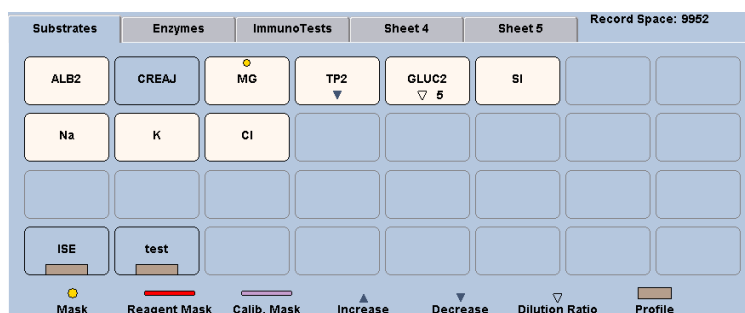 Substrates Enzymes ImmunoTests Sheet 4 Sheet 5 Record Space: 9952
ALB2 CREAJ MG TP2 GLUC2 SI
5
Na K Cl
ISE test
Mask Reagent Mask Calib. Mask Increase Decrease Dilution Ratio Profile